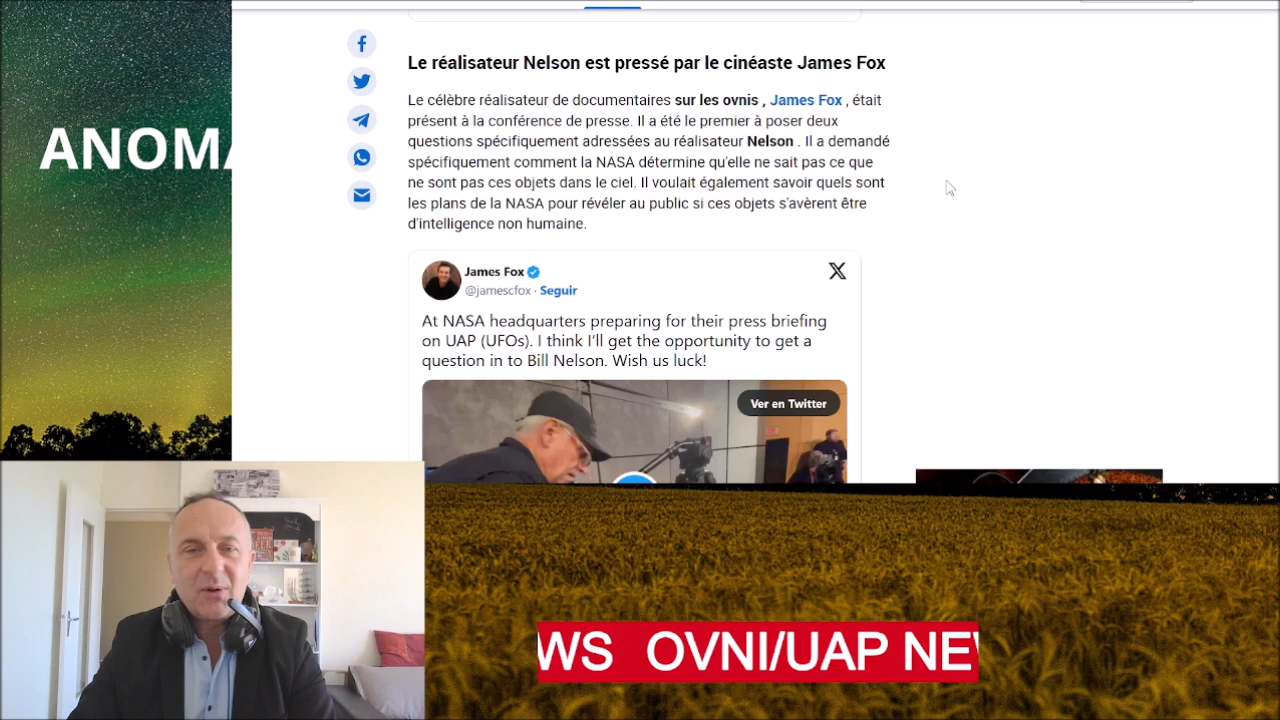 ANOMA
Le réalisateur Nelson est pressé par le cinéaste James Fox
Le célèbre réalisateur de documentaires sur les ovnis , James Fox , était
présent à la conférence de presse. Il a été le premier à poser deux
questions spécifiquement adressées au réalisateur Nelson . Il a demandé
spécifiquement comment la NASA détermine qu'elle ne sait pas ce que
ne sont pas ces objets dans le ciel. Il voulait également savoir quels sont
les plans de la NASA pour révéler au public si ces objets s'avèrent être
d'intelligence non humaine.
James Fox
@jamescfox · Seguir
At NASA headquarters preparing for their press briefing
on UAP (UFOs). I think I'll get the opportunity to get a
question in to Bill Nelson. Wish us luck!
Ver en Twitter
WS OVNI/UAP NEW